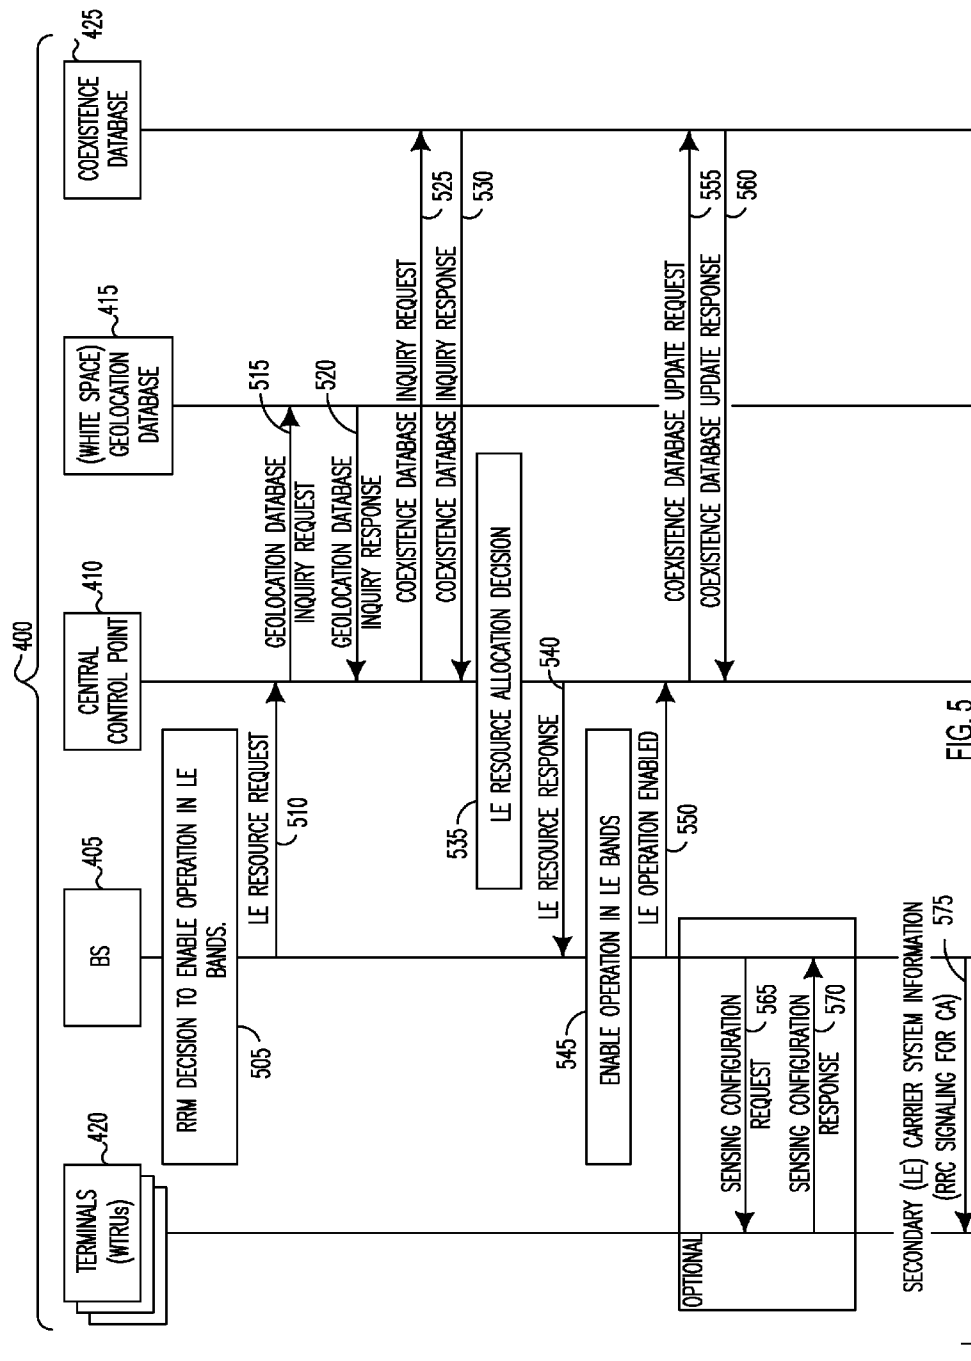 400
TERMINALS
(WTRUs)
420
BS
405
CENTRAL
CONTROL POINT
410
(WHITE SPACE)
GEOLOCATION
DATABASE
415
COEXISTENCE
DATABASE
425
RRM DECISION TO ENABLE OPERATION IN LE
BANDS.
505
LE RESOURCE REQUEST
510
GEOLOCATION DATABASE
INQUIRY REQUEST
515
GEOLOCATION DATABASE
INQUIRY RESPONSE
520
COEXISTENCE DATABASE INQUIRY REQUEST
525
COEXISTENCE DATABASE INQUIRY RESPONSE
530
LE RESOURCE ALLOCATION DECISION
535
LE RESOURCE RESPONSE
540
ENABLE OPERATION IN LE BANDS
545
LE OPERATION ENABLED
550
COEXISTENCE DATABASE UPDATE REQUEST
555
COEXISTENCE DATABASE UPDATE RESPONSE
560
OPTIONAL
SENSING CONFIGURATION
REQUEST
565
SENSING CONFIGURATION
RESPONSE
570
SECONDARY (LE) CARRIER SYSTEM INFORMATION
(RRC SIGNALING FOR CA)
575
FIG. 5